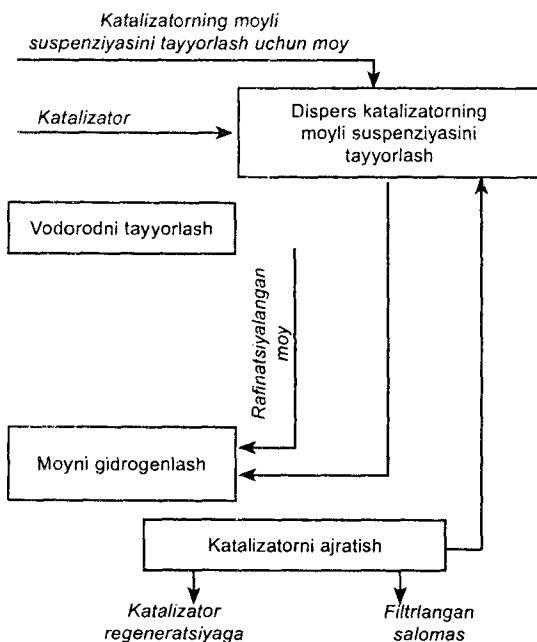 Katalizatorning moyli
suspenziyasini tayyorlash uchun moy
Katalizator
Dispers katalizatorning
moyli suspenziyasini
tayyorlash
Vodorodni tayyorlash
Rafinatsiyalangan
moy
Moyni gidrogenlash
Katalizatorni ajratish
Katalizator
regeneratsiyaga
Filtrlangan
salomas